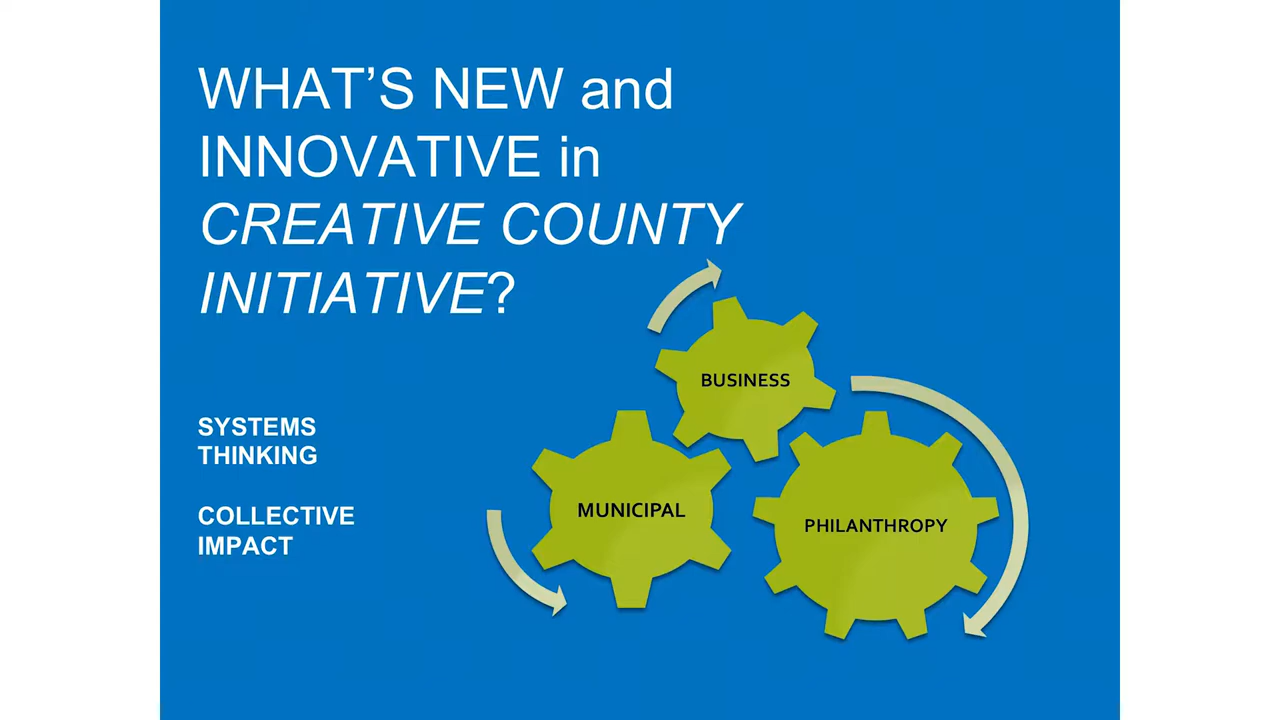 WHAT’S NEW and
INNOVATIVE in
CREATIVE COUNTY
INITIATIVE?
SYSTEMS
THINKING
COLLECTIVE
IMPACT
BUSINESS
MUNICIPAL
PHILANTHROPY